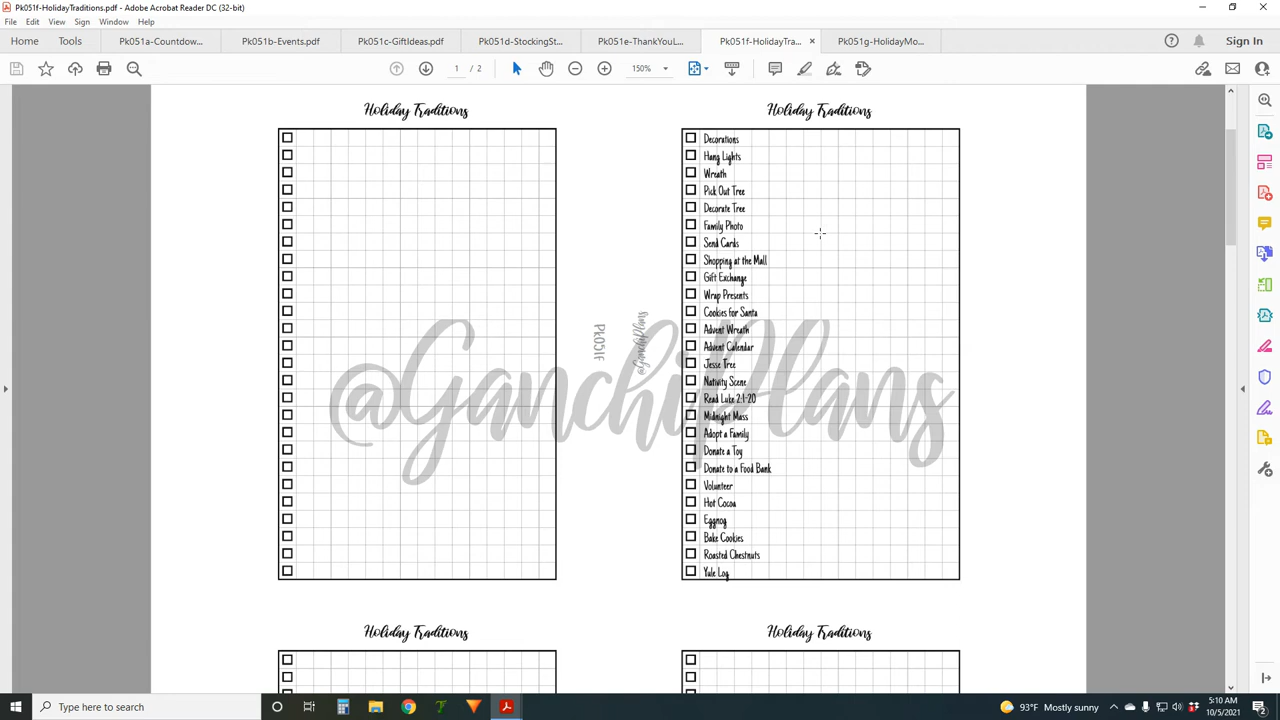 Pk051f-HolidayTraditions.pdf - Adobe Acrobat Reader DC (32-bit)
File Edit View Sign Window Help
Home Tools Pk051a-Countdow... Pk051b-Events.pdf Pk051c-GiftIdeas.pdf Pk051d-StockingSt... Pk051e-ThankYouL... Pk051f-HolidayTra... × Pk051g-HolidayMo... Sign In
1 / 2 150%
Holiday Traditions
Holiday Traditions
Decorations
Hang Lights
Wreath
Pick Out Tree
Decorate Tree
Family Photo
Send Cards
Shopping at the Mall
Gift Exchange
Wrap Presents
Cookies for Santa
Advent Wreath
Advent Calendar
Jesse Tree
Nativity Scene
Read Luke 2:1-20
Midnight Mass
Adopt a Family
Donate a Toy
Donate to a Food Bank
Volunteer
Hot Cocoa
Eggnog
Bake Cookies
Roasted Chestnuts
Yule Log
Pk051f
@GanchiPlans
@GanchiPlans
Holiday Traditions
Holiday Traditions
Type here to search
93°F Mostly sunny
5:10 AM
10/5/2021
2